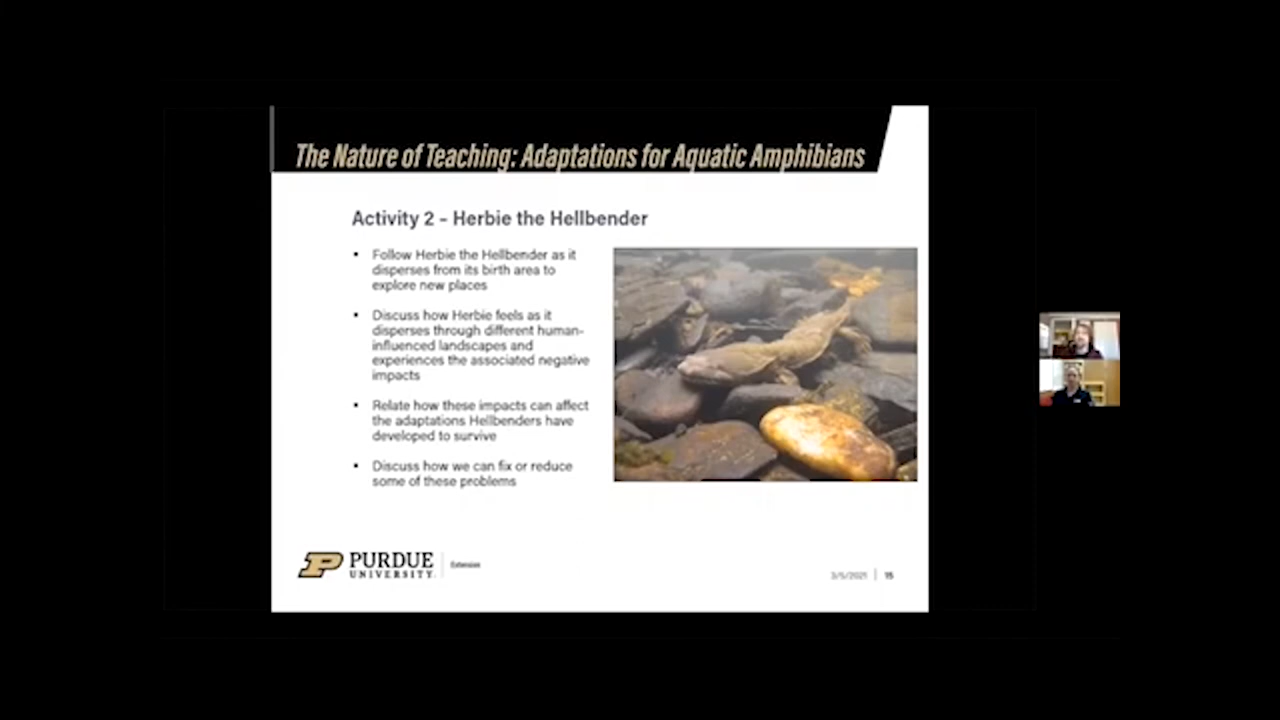 The Nature of Teaching: Adaptations for Aquatic Amphibians
Activity 2 – Herbie the Hellbender
▪ Follow Herbie the Hellbender as it
disperses from its birth area to
explore new places
▪ Discuss how Herbie feels as it
disperses through different human-
influenced landscapes and
experiences the associated negative
impacts
▪ Relate how these impacts can affect
the adaptations Hellbenders have
developed to survive
▪ Discuss how we can fix or reduce
some of these problems
P PURDUE
UNIVERSITY.
Extension
3/5/2021 | 15